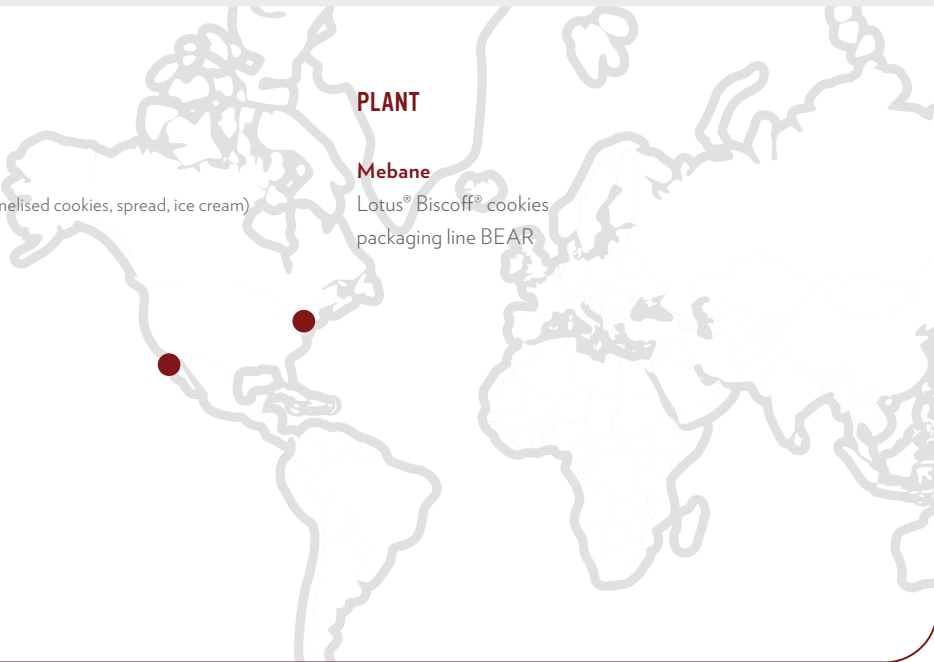 PLANT
Mebane
melised cookies, spread, ice cream)
Lotus® Biscoff® cookies
packaging line BEAR